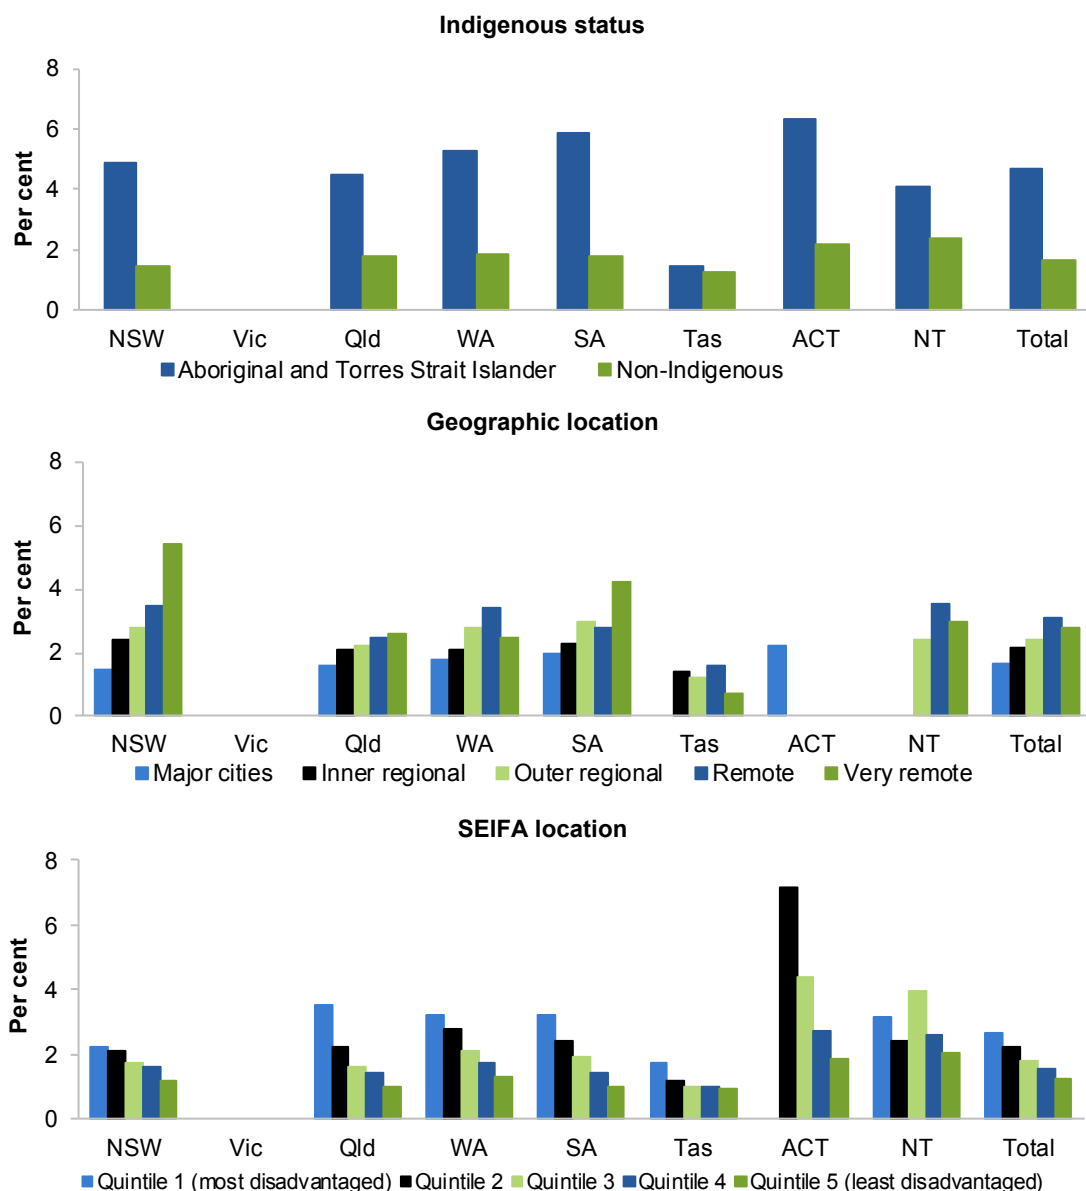 Indigenous status
8
6
4
2
0
Per cent
NSW Vic Qld WA SA Tas ACT NT Total
Aboriginal and Torres Strait Islander Non-Indigenous
Geographic location
8
6
4
2
0
Per cent
NSW Vic Qld WA SA Tas ACT NT Total
Major cities Inner regional Outer regional Remote Very remote
SEIFA location
8
6
4
2
0
Per cent
NSW Vic Qld WA SA Tas ACT NT Total
Quintile 1 (most disadvantaged) Quintile 2 Quintile 3 Quintile 4 Quintile 5 (least disadvantaged)